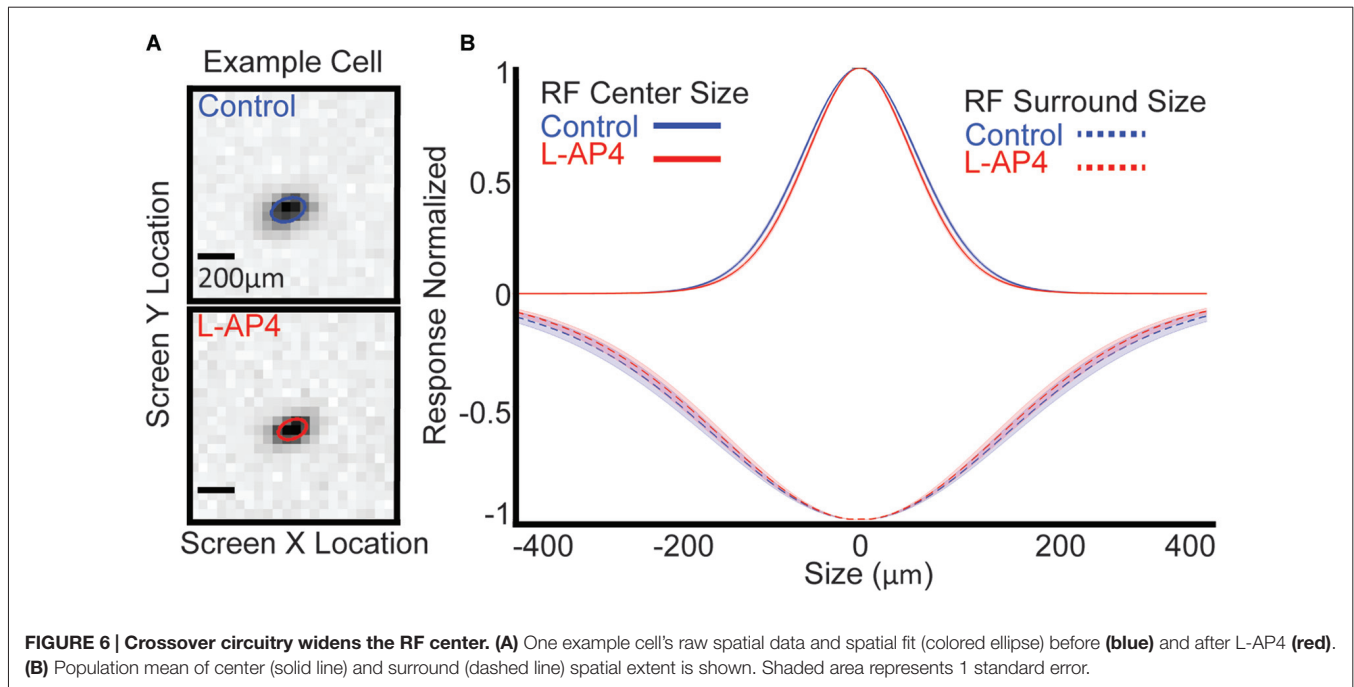 A
Example Cell
Control
200μm
L-AP4
Screen Y Location
Screen X Location
B
Response Normalized
1
0.5
0
-0.5
-1
RF Center Size
Control
L-AP4
RF Surround Size
Control
L-AP4
-400 -200 0 200 400
Size (μm)
FIGURE 6 | Crossover circuitry widens the RF center. (A) One example cell's raw spatial data and spatial fit (colored ellipse) before (blue) and after L-AP4 (red).
(B) Population mean of center (solid line) and surround (dashed line) spatial extent is shown. Shaded area represents 1 standard error.